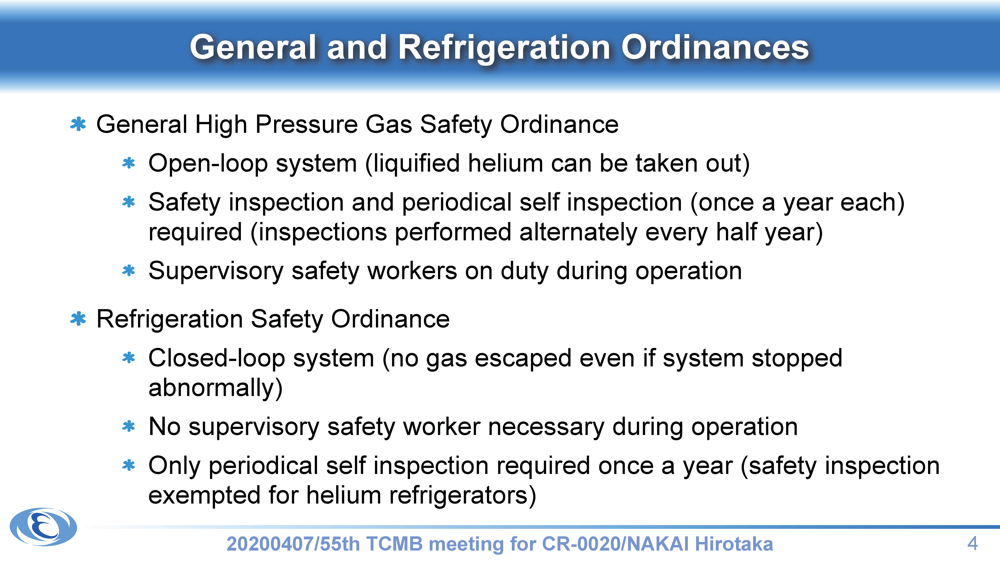 General and Refrigeration Ordinances
General High Pressure Gas Safety Ordinance
Open-loop system (liquified helium can be taken out)
Safety inspection and periodical self inspection (once a year each)
required (inspections performed alternately every half year)
Supervisory safety workers on duty during operation
Refrigeration Safety Ordinance
Closed-loop system (no gas escaped even if system stopped
abnormally)
No supervisory safety worker necessary during operation
Only periodical self inspection required once a year (safety inspection
exempted for helium refrigerators)
20200407/55th TCMB meeting for CR-0020/NAKAI Hirotaka
4